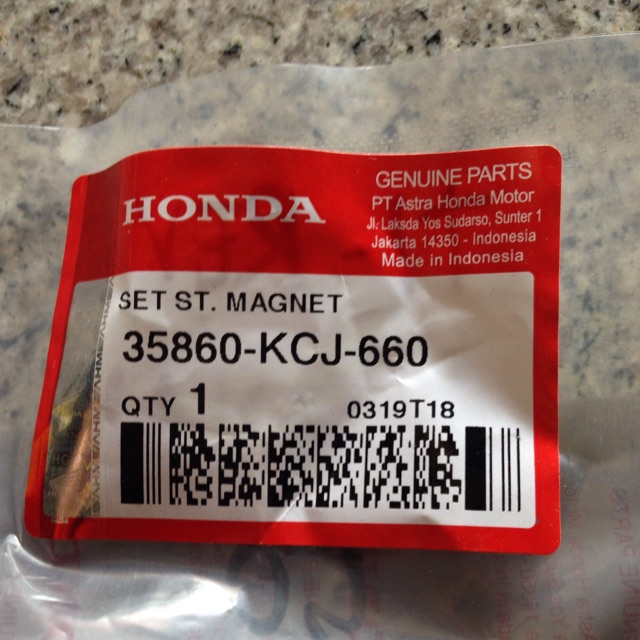 HONDA
GENUINE PARTS
PT Astra Honda Motor
Jl. Laksda Yos Sudarso, Sunter 1
Jakarta 14350 - Indonesia
Made in Indonesia
SET ST. MAGNET
35860-KCJ-660
QTY 1
0319T18